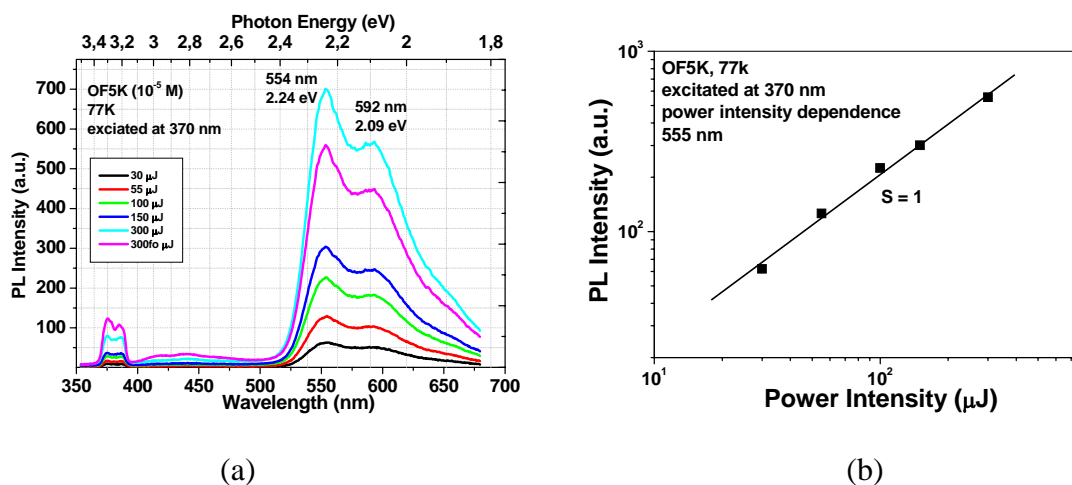 Photon Energy (eV)
3,4 3,2 3 2,8 2,6 2,4 2,2 2 1,8
700
600
500
400
300
200
100
PL Intensity (a.u.)
OF5K (10-5 M)
77K
exciated at 370 nm
554 nm
2.24 eV
592 nm
2.09 eV
30 µJ
55 µJ
100 µJ
150 µJ
300 µJ
300fo µJ
350 400 450 500 550 600 650 700
Wavelength (nm)
(a)
10³
10²
PL Intensity (a.u.)
OF5K, 77k
excitated at 370 nm
power intensity dependence
555 nm
S = 1
10¹ 10²
Power Intensity (µJ)
(b)